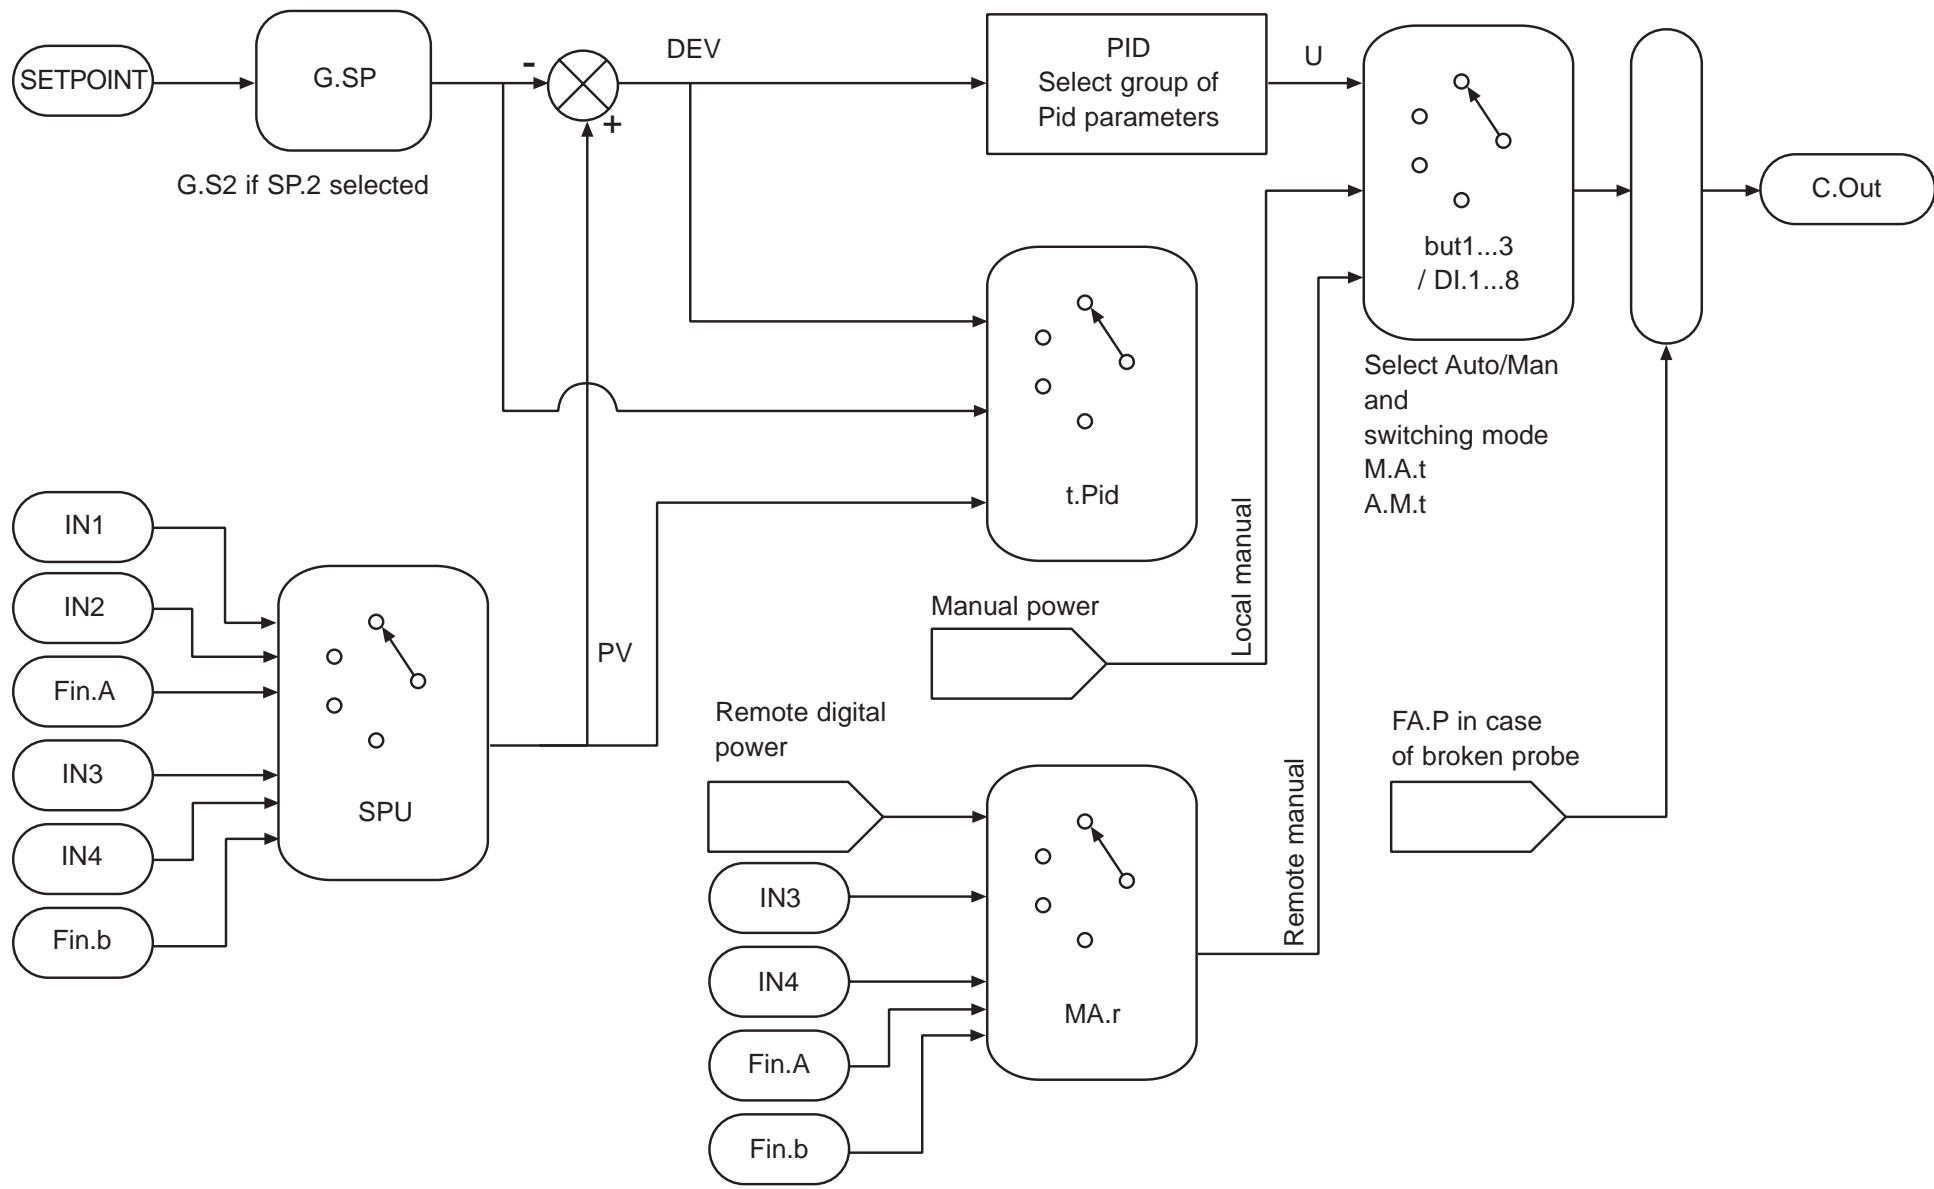 SETPOINT
G.SP
G.S2 if SP.2 selected
-
+
DEV
PID
Select group of
Pid parameters
U
but1...3
/ DI.1...8
Select Auto/Man
and
switching mode
M.A.t
A.M.t
C.Out
t.Pid
IN1
IN2
Fin.A
IN3
IN4
Fin.b
SPU
PV
Manual power
Local manual
Remote digital
power
IN3
IN4
Fin.A
Fin.b
MA.r
Remote manual
FA.P in case
of broken probe